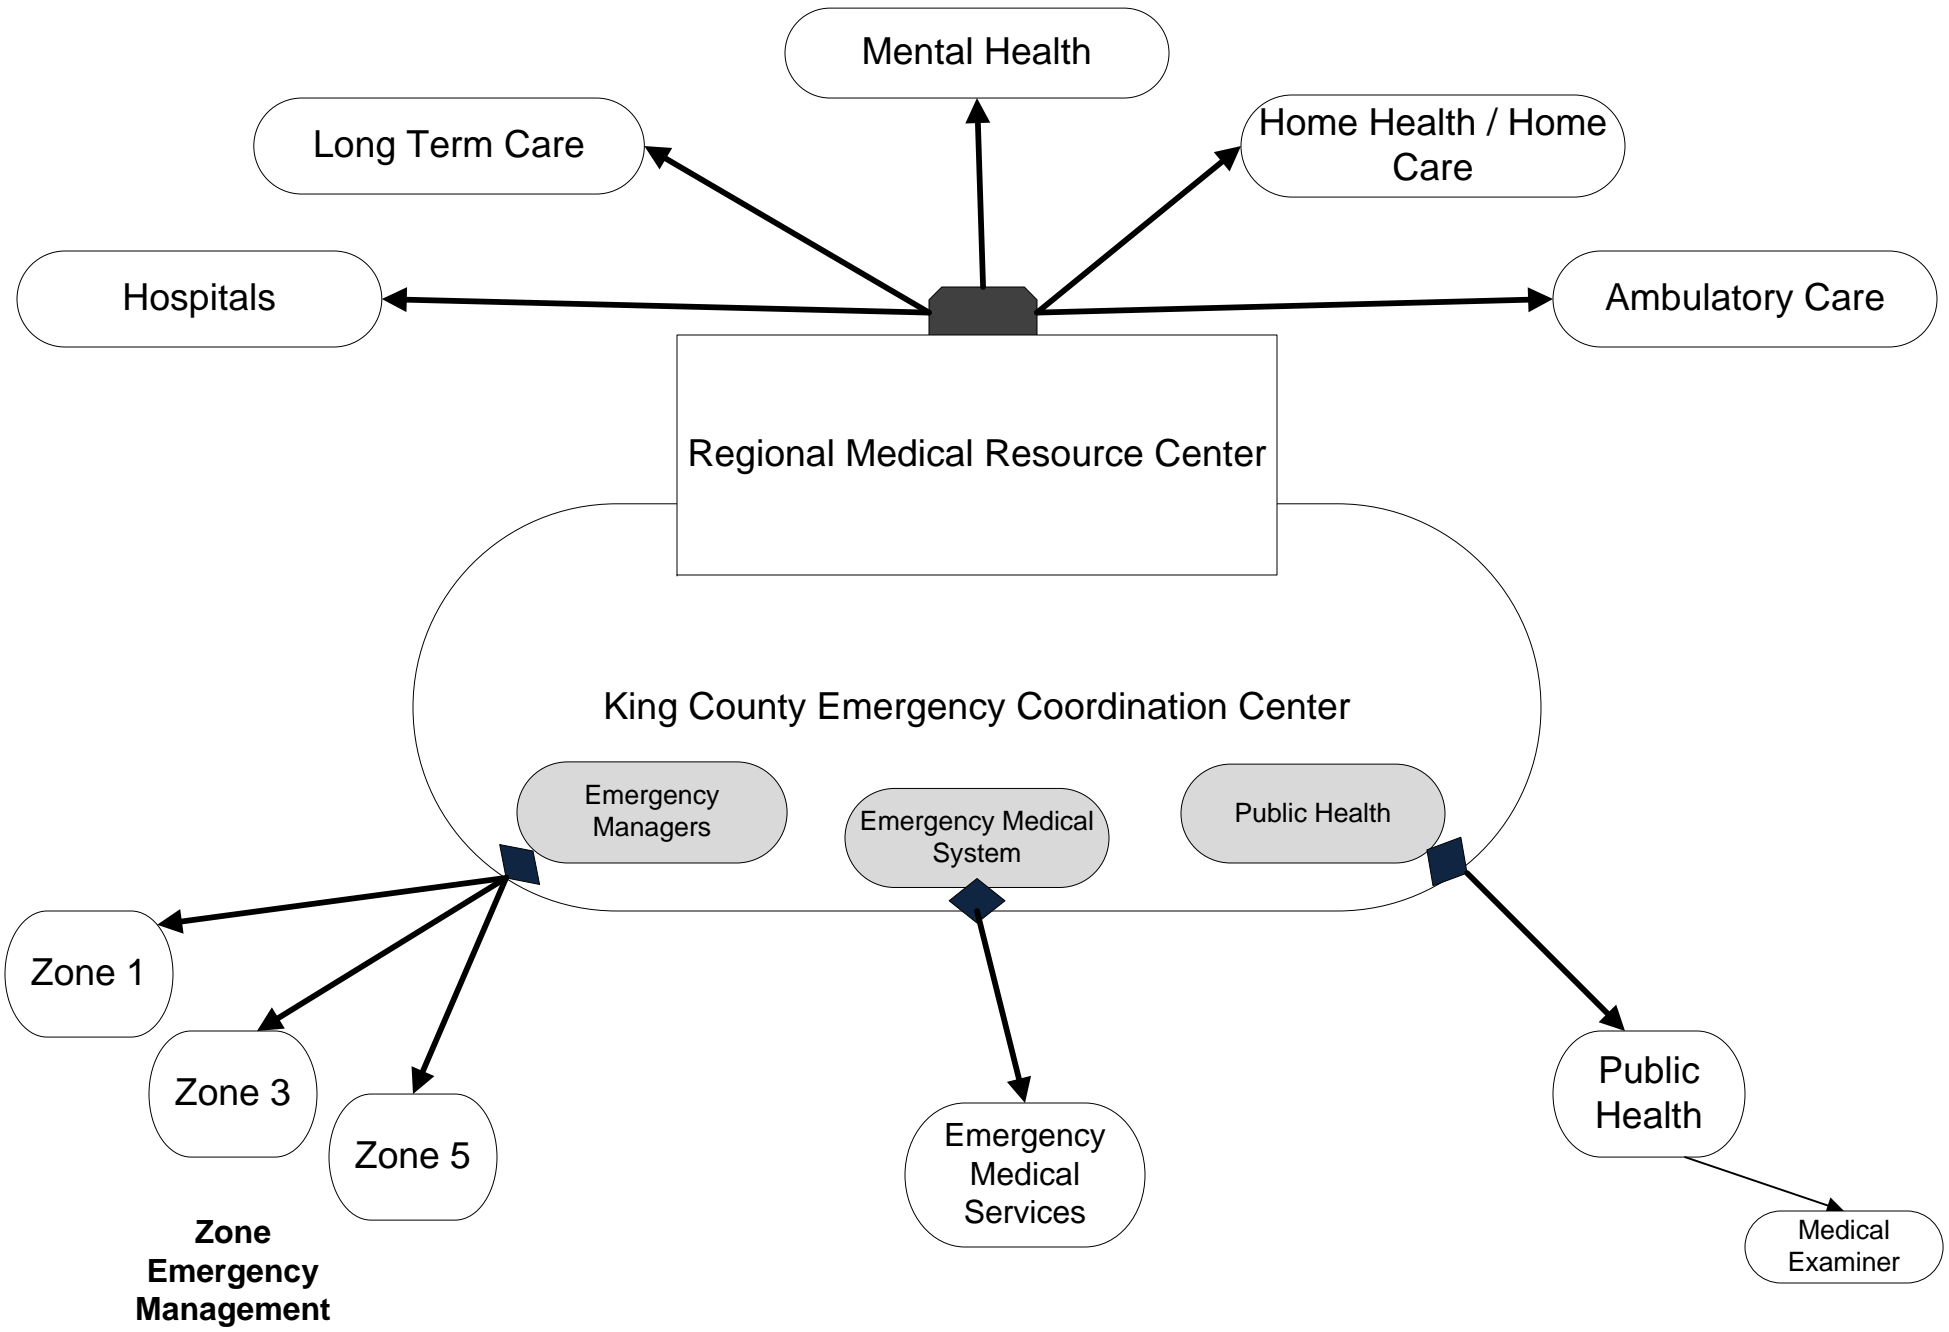 Mental Health
Long Term Care
Home Health / Home
Care
Hospitals
Ambulatory Care
Regional Medical Resource Center
King County Emergency Coordination Center
Emergency
Managers
Emergency Medical
System
Public Health
Zone 1
Zone 3
Zone 5
Zone
Emergency
Management
Emergency
Medical
Services
Public
Health
Medical
Examiner